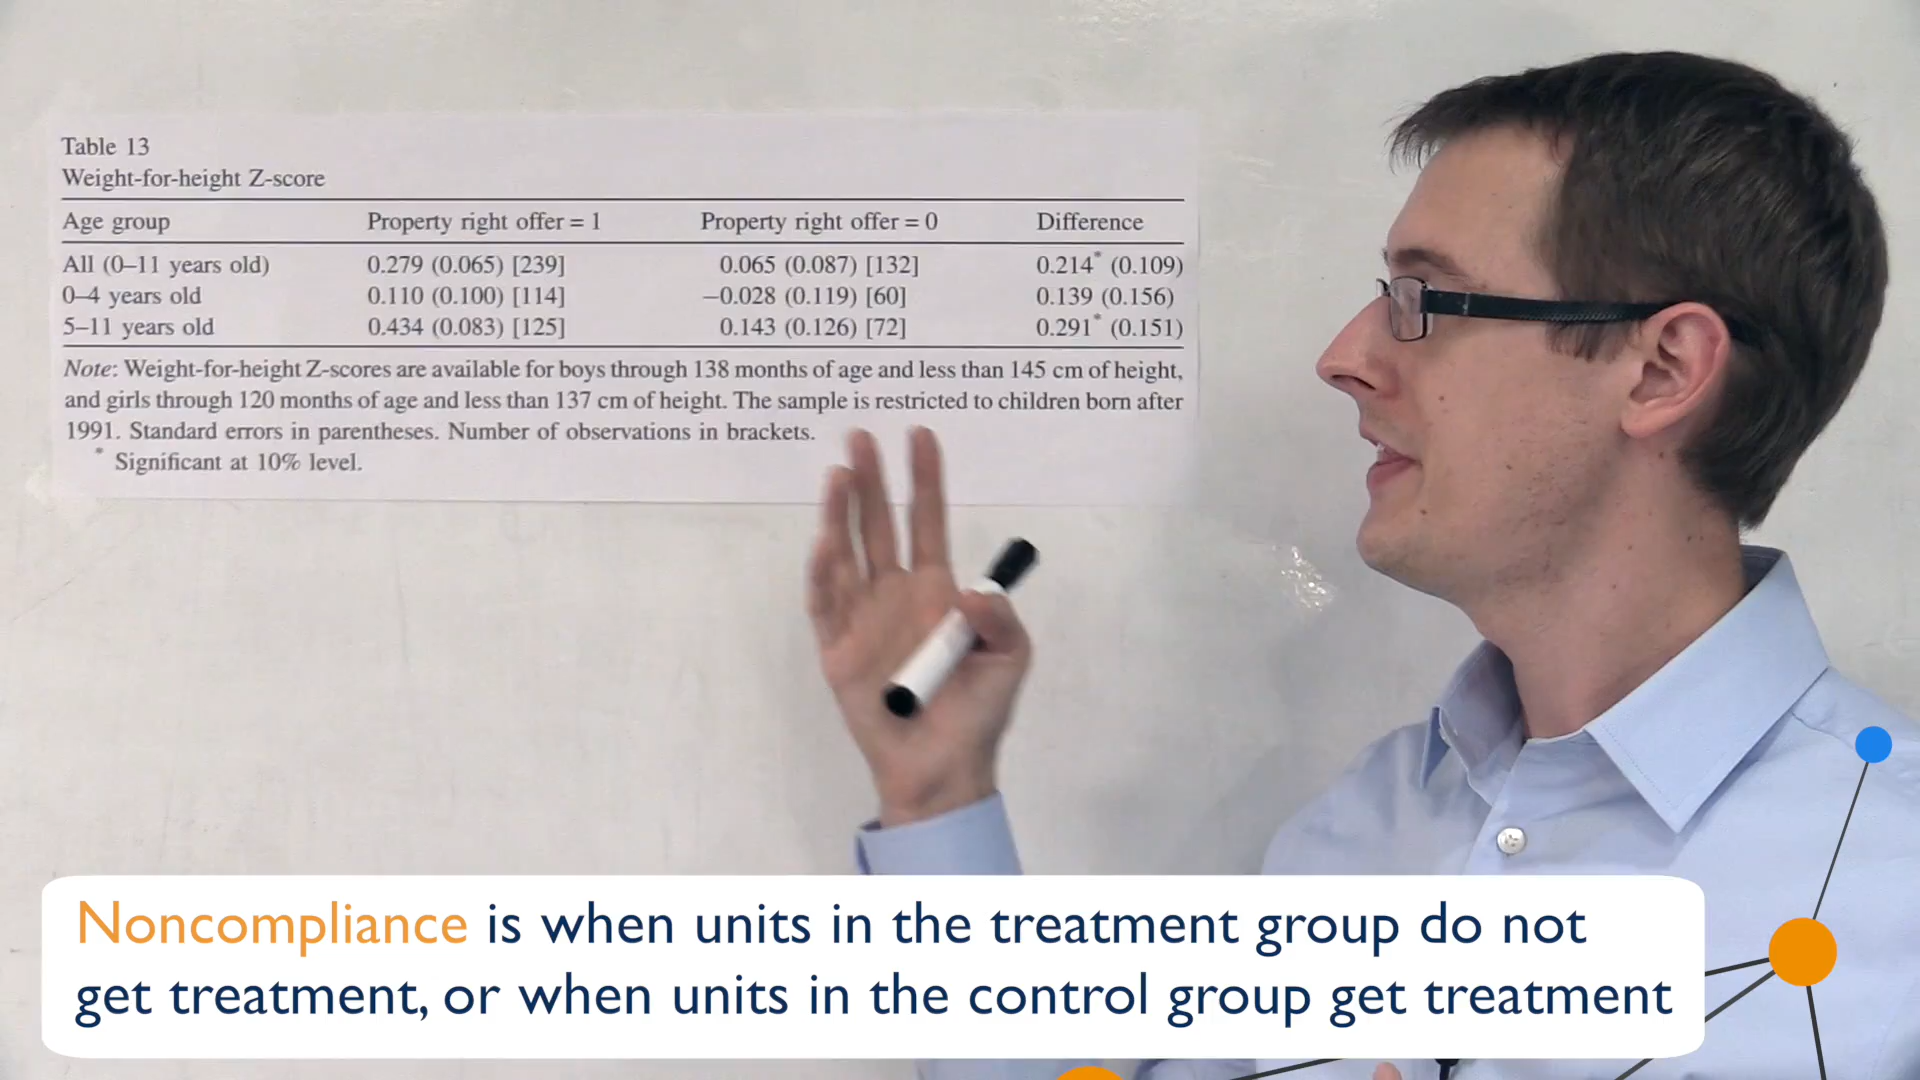 Table 13
Weight-for-height Z-score
Age group Property right offer = 1 Property right offer = 0 Difference
All (0–11 years old) 0.279 (0.065) [239] 0.065 (0.087) [132] 0.214* (0.109)
0–4 years old 0.110 (0.100) [114] −0.028 (0.119) [60] 0.139 (0.156)
5–11 years old 0.434 (0.083) [125] 0.143 (0.126) [72] 0.291* (0.151)
Note: Weight-for-height Z-scores are available for boys through 138 months of age and less than 145 cm of height,
and girls through 120 months of age and less than 137 cm of height. The sample is restricted to children born after
1991. Standard errors in parentheses. Number of observations in brackets.
* Significant at 10% level.
Noncompliance is when units in the treatment group do not
get treatment, or when units in the control group get treatment